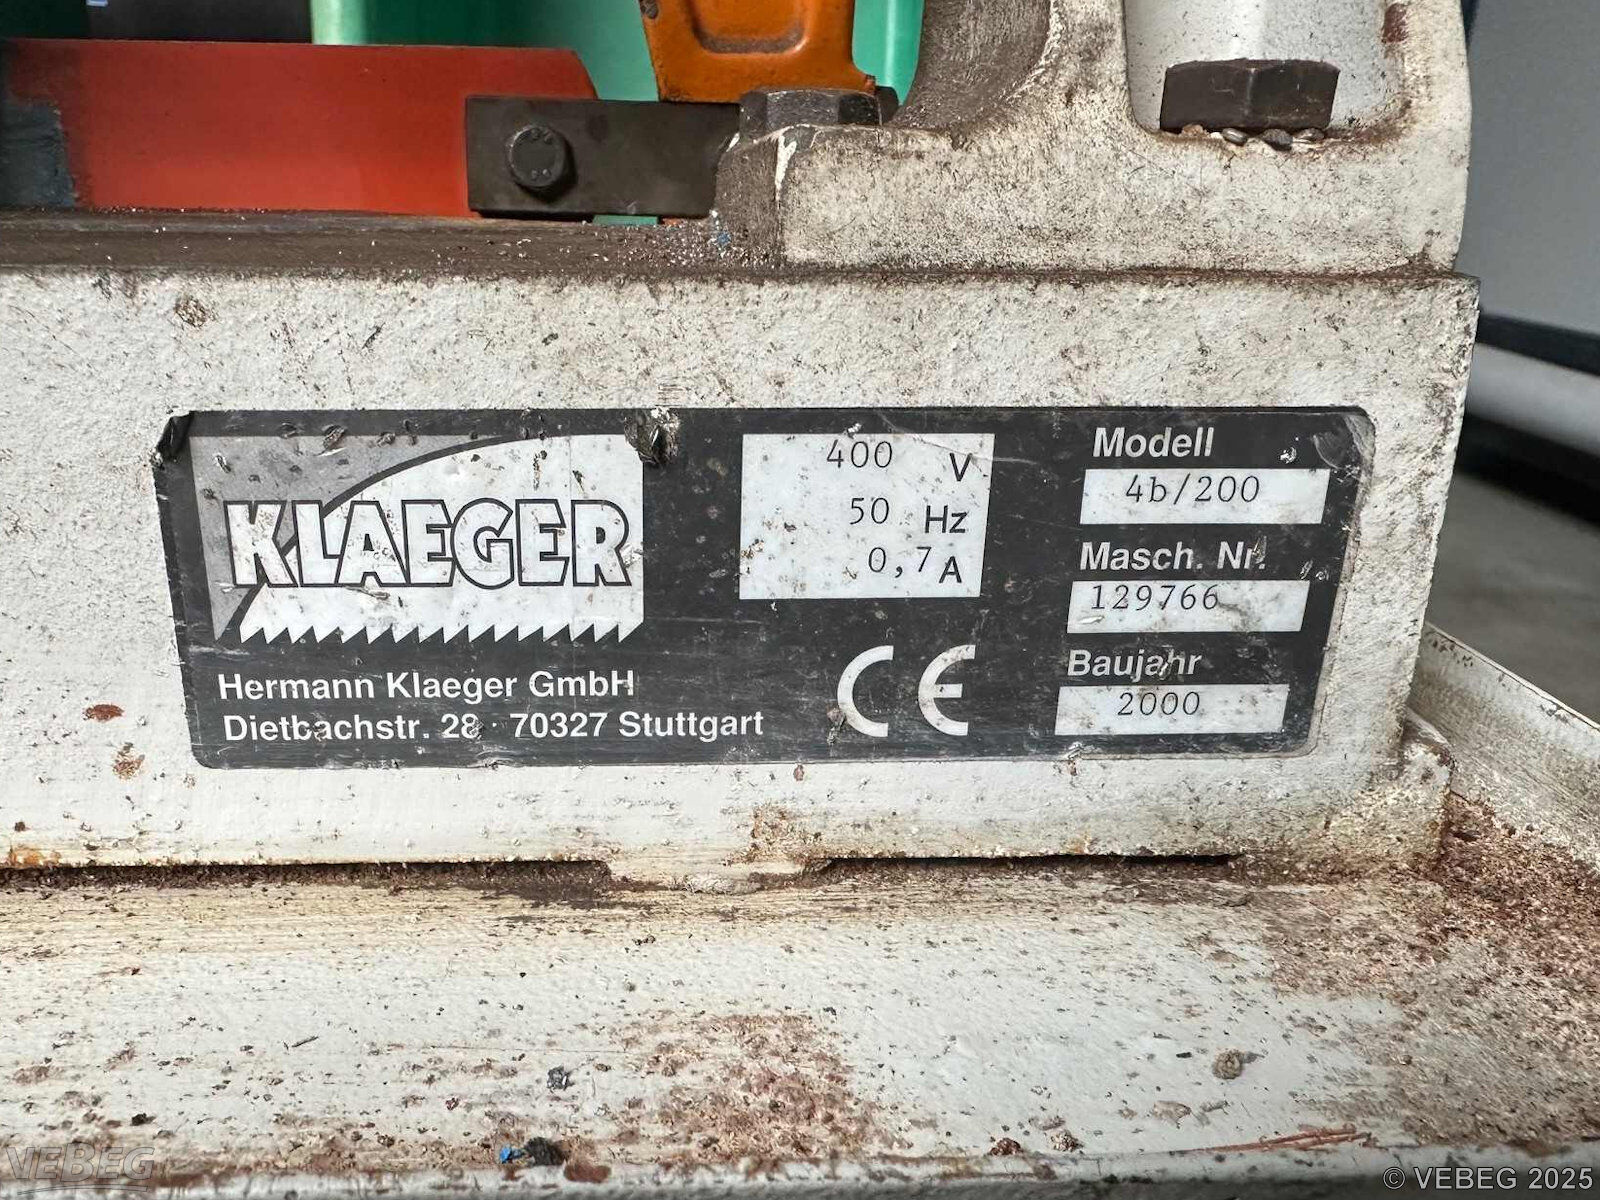 KLAEGER
Hermann Klaeger GmbH
Dietbachstr. 28 · 70327 Stuttgart
400 V
50 Hz
0,7 A
CE
Modell
4b/200
Masch. Nr.
129766
Baujahr
2000
VEBEG
© VEBEG 2025